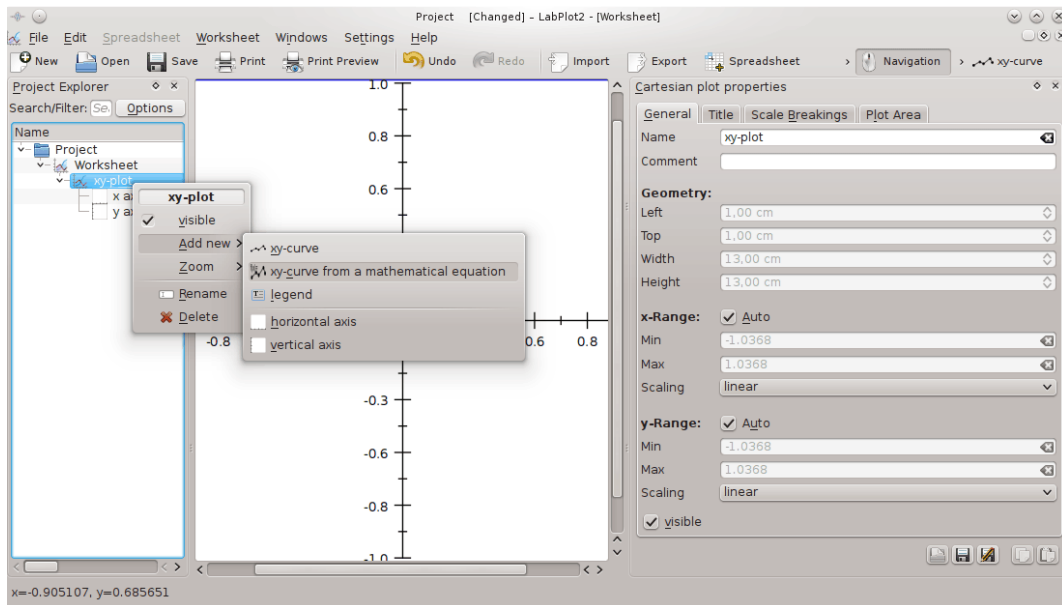 Project [Changed] – LabPlot2 - [Worksheet]
File Edit Spreadsheet Worksheet Windows Settings Help
New Open Save Print Print Preview Undo Redo Import Export Spreadsheet Navigation xy-curve
Project Explorer
Search/Filter: Se Options
Name
Project
Worksheet
xy-plot
x a
y a
xy-plot
visible
Add new
Zoom
Rename
Delete
xy-curve
xy-curve from a mathematical equation
legend
horizontal axis
vertical axis
1.0
0.8
0.6
-0.8 0.6 0.8
-0.3
-0.6
-0.8
-1.0
Cartesian plot properties
General Title Scale Breakings Plot Area
Name xy-plot
Comment
Geometry:
Left 1,00 cm
Top 1,00 cm
Width 13,00 cm
Height 13,00 cm
x-Range: Auto
Min -1.0368
Max 1.0368
Scaling linear
y-Range: Auto
Min -1.0368
Max 1.0368
Scaling linear
visible
x=-0.905107, y=0.685651